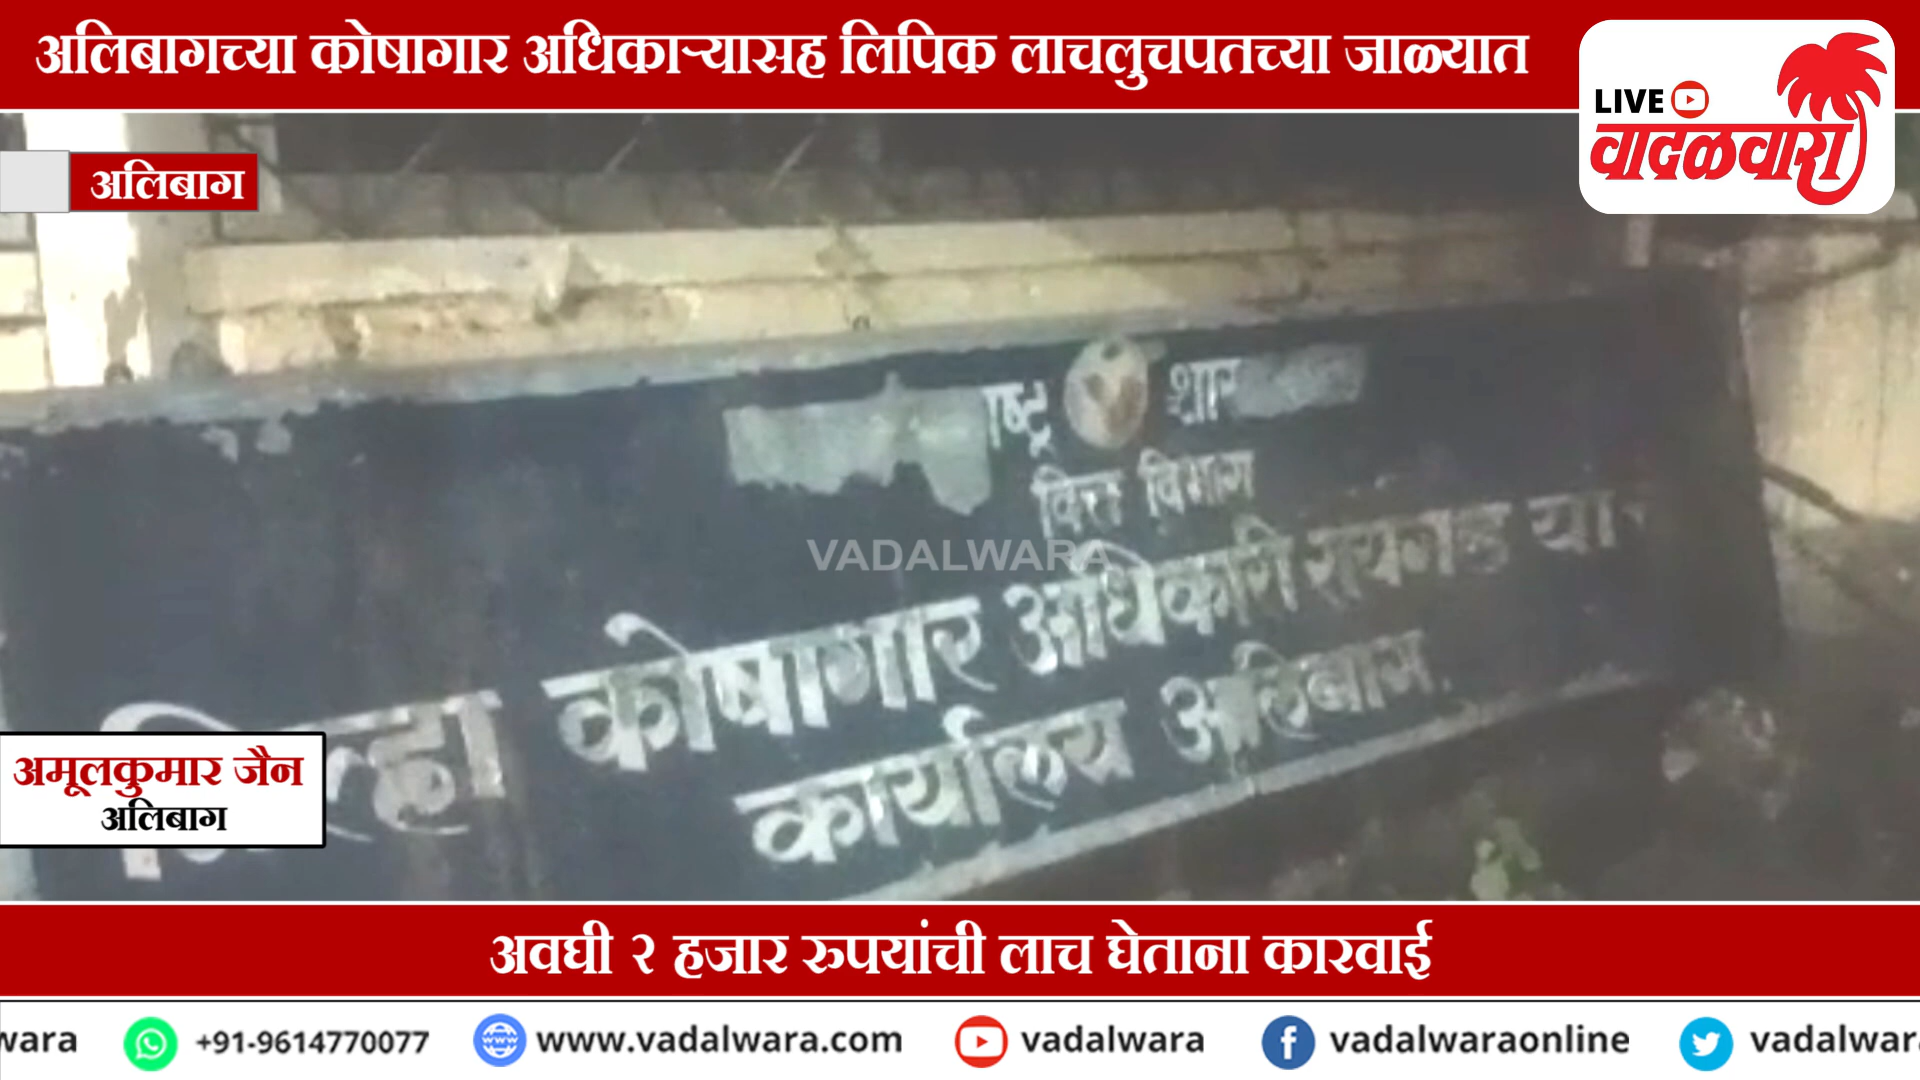 अलिबागच्या कोषागार अधिकाऱ्यासह लिपिक लाचलुचपतच्या जाळ्यात
LIVE
वादळवारा
अलिबाग
वित्त विभाग
VADALWARA
जिल्हा कोषागार अधिकारी रायगड
कार्यालय अलिबाग.
अमूलकुमार जैन
अलिबाग
अवघी २ हजार रुपयांची लाच घेताना कारवाई
wara +91-9614770077 www.vadalwara.com vadalwara vadalwaraonline vadalwar